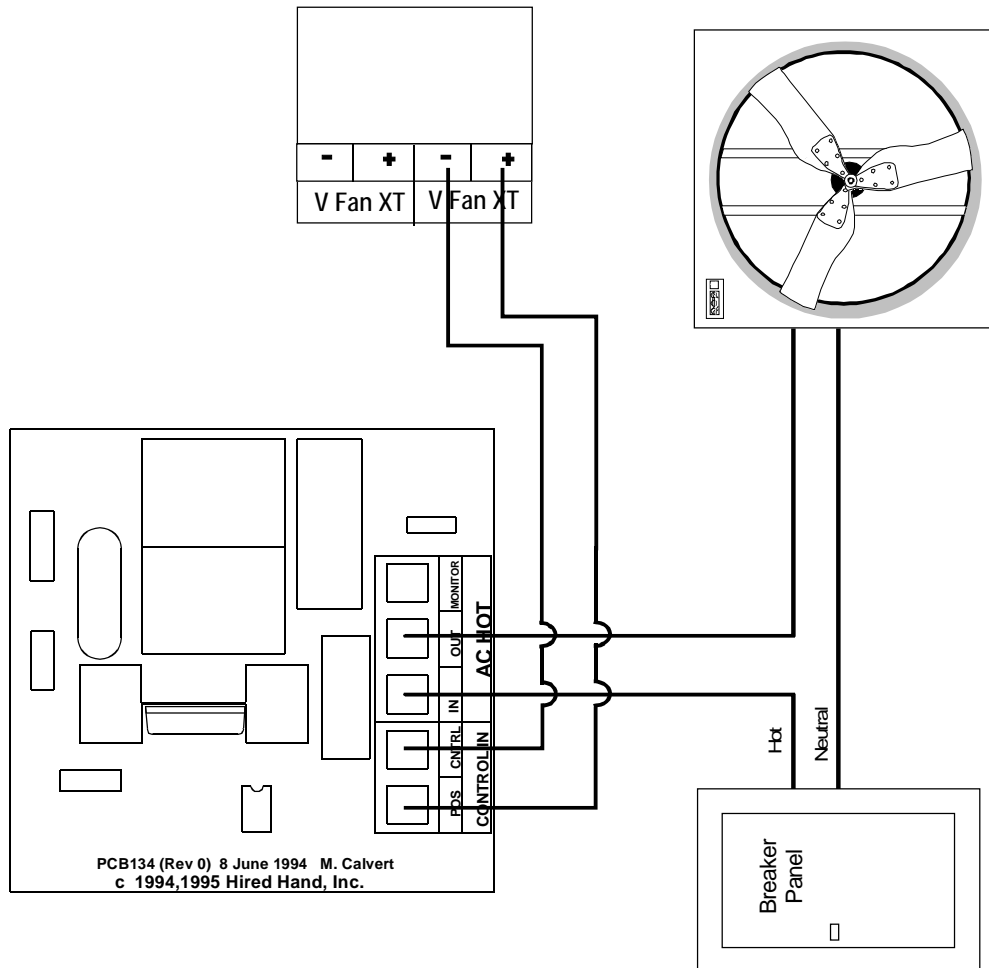 - + - +
V Fan XT V Fan XT
MONITOR
OUT
AC HOT
IN
CNTRL
CONTROL IN
POS
Hot
Neutral
Breaker
Panel
PCB134 (Rev 0) 8 June 1994 M. Calvert
c 1994,1995 Hired Hand, Inc.